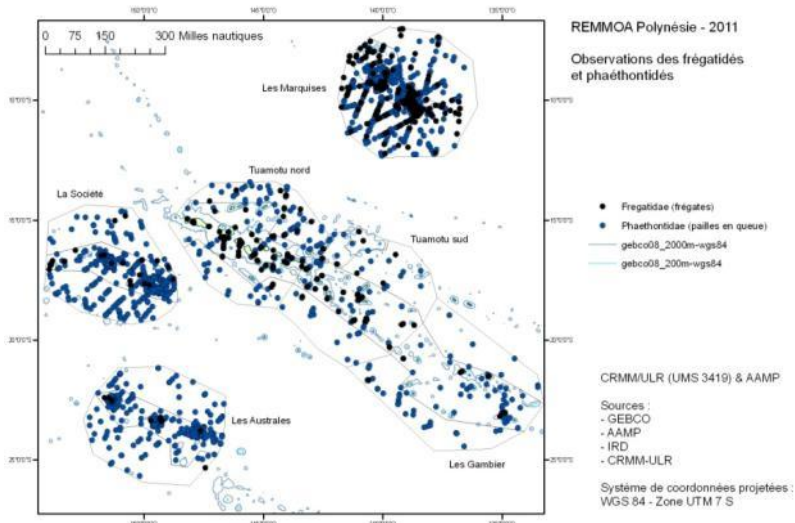 REMMOA Polynésie - 2011
Observations des frégatidés
et phaéthontidés
0 75 150 300 Milles nautiques
Les Marquises
Tuamotu nord
La Société
Tuamotu sud
Les Australes
Les Gambier
Fregatidae (frégates)
Phaethontidae (pailles en queue)
gebco08_2000m-wgs84
gebco08_200m-wgs84
CRMM/ULR (UMS 3419) & AAMP
Sources :
- GEBCO
- AAMP
- IRD
- CRMM-ULR
Système de coordonnées projetées :
WGS 84 - Zone UTM 7 S